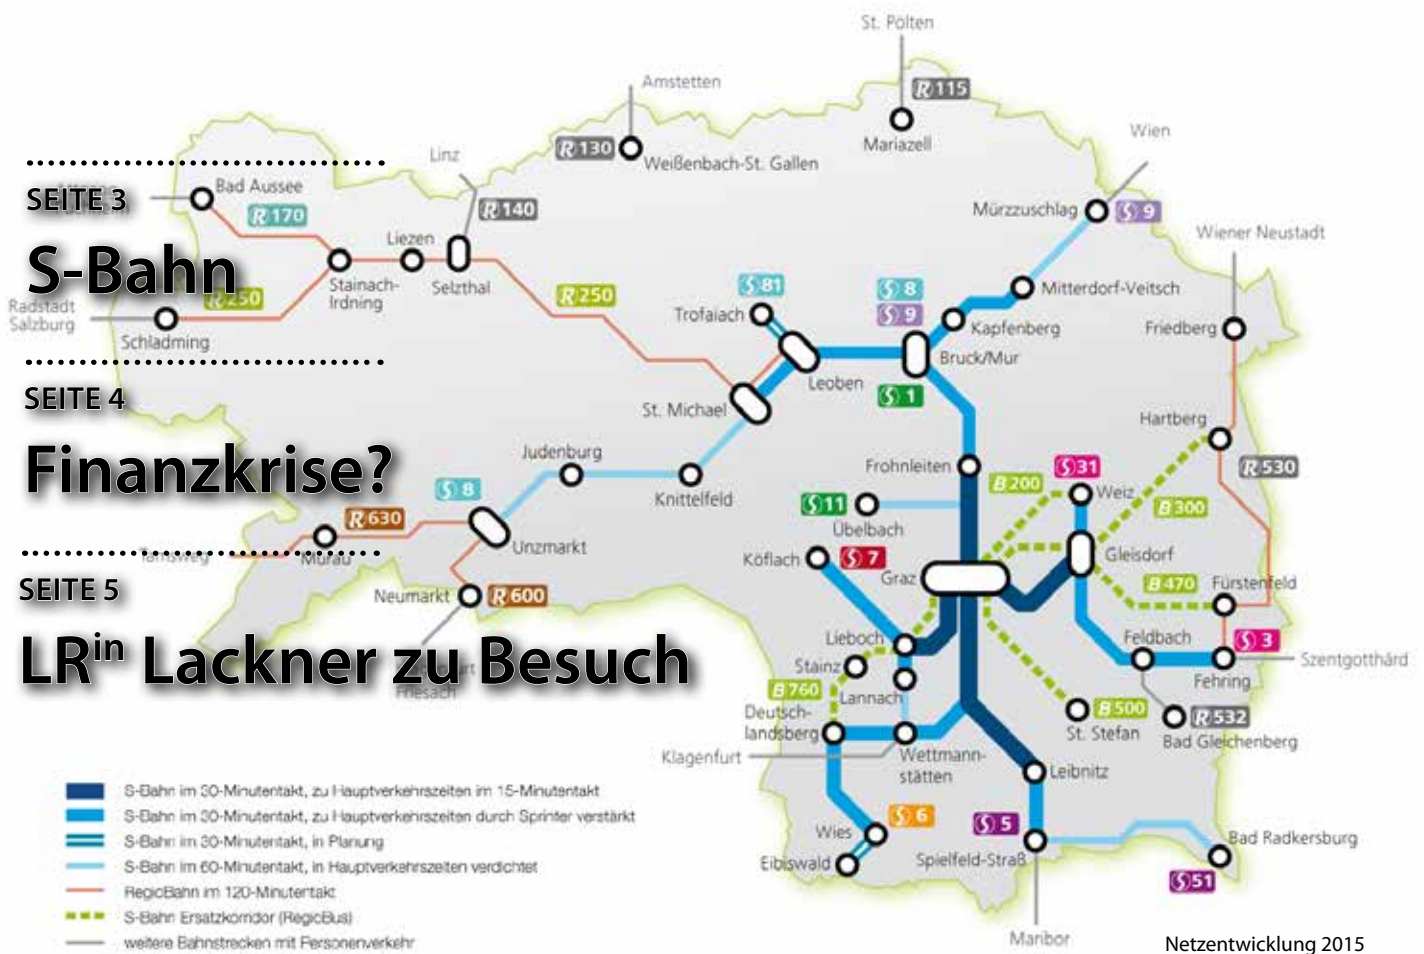 St. Pölten
Amstetten
R 115
Mariazell
Wien
R 130
Weißenbach-St. Gallen
Linz
SEITE 3
Bad Aussee
R 170
R 140
Mürzzuschlag
S 9
Wiener Neustadt
S-Bahn
Liezen
Stainach-
Irdning
Selzthal
R 250
R 250
Radstadt
Salzburg
Schladming
S 81
Trofaiach
S 8
S 9
Mitterdorf-Veitsch
Kapfenberg
Friedberg
Bruck/Mur
Leoben
SEITE 4
St. Michael
S 1
Hartberg
Finanzkrise?
Judenburg
Knittelfeld
Frohnleiten
B 200
S 31
Weiz
R 530
S 8
S 11
Übelbach
B 300
R 630
Murau
Tamsweg
Unzmarkt
Köflach
S 7
Graz
Gleisdorf
SEITE 5
Neumarkt
R 600
B 470
Fürstenfeld
LRin Lackner zu Besuch
Friesach
Lieboch
Stainz
Lannach
Feldbach
S 3
Szentgotthárd
Fehring
B 760
Deutsch-
landsberg
B 500
St. Stefan
R 532
Bad Gleichenberg
Klagenfurt
Wettmann-
stätten
Leibnitz
S-Bahn im 30-Minutentakt, zu Hauptverkehrszeiten im 15-Minutentakt
S-Bahn im 30-Minutentakt, zu Hauptverkehrszeiten durch Sprinter verstärkt
S-Bahn im 30-Minutentakt, in Planung
S-Bahn im 60-Minutentakt, in Hauptverkehrszeiten verdichtet
RegioBahn im 120-Minutentakt
S-Bahn Ersatzkorridor (RegioBus)
weitere Bahnstrecken mit Personenverkehr
Wies
S 6
Eibiswald
S 5
Spielfeld-Straß
Bad Radkersburg
S 51
Maribor
Netzentwicklung 2015